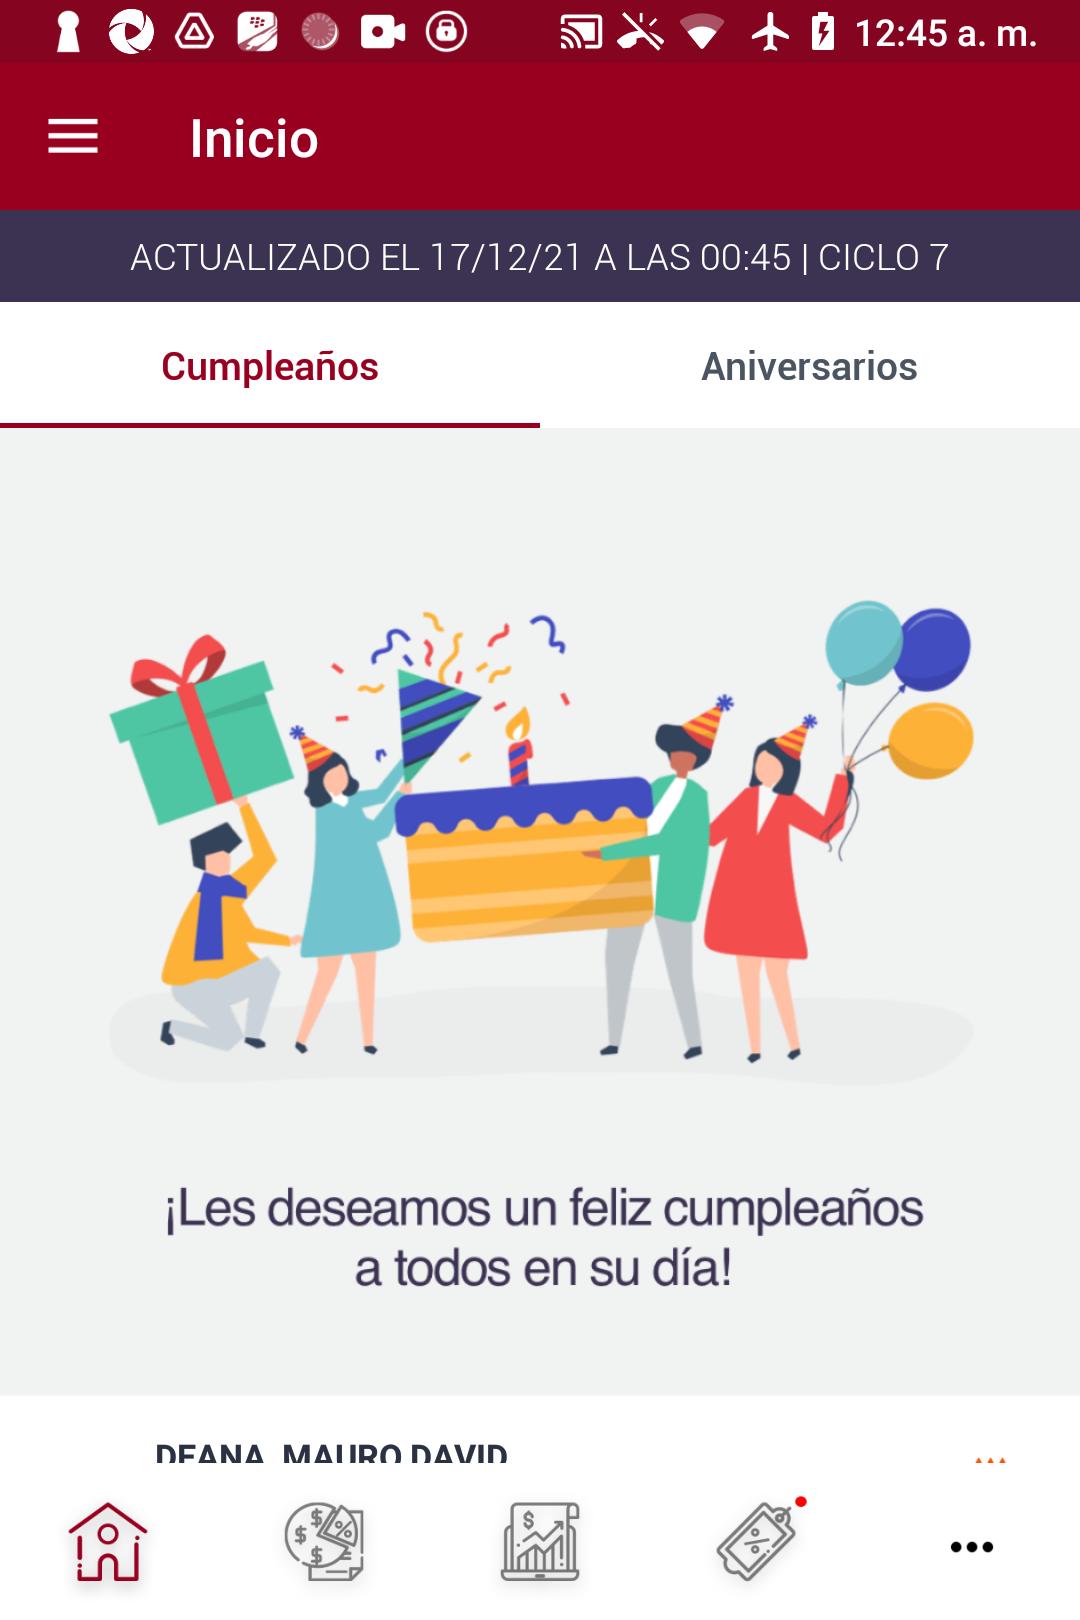 12:45 a. m.
Inicio
ACTUALIZADO EL 17/12/21 A LAS 00:45 | CICLO 7
Cumpleaños
Aniversarios
¡Les deseamos un feliz cumpleaños
a todos en su día!
DEANA, MAURO DAVID